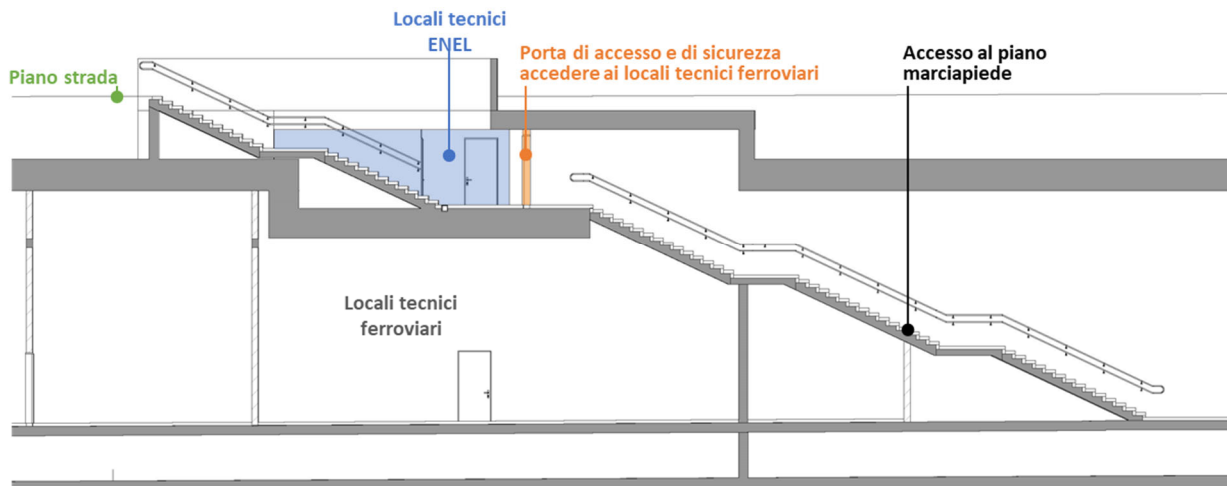 Locali tecnici
ENEL
Piano strada
Porta di accesso e di sicurezza
accedere ai locali tecnici ferroviari
Accesso al piano
marciapiede
Locali tecnici
ferroviari